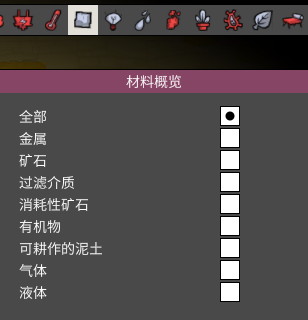 材料概览
全部
金属
矿石
过滤介质
消耗性矿石
有机物
可耕作的泥土
气体
液体